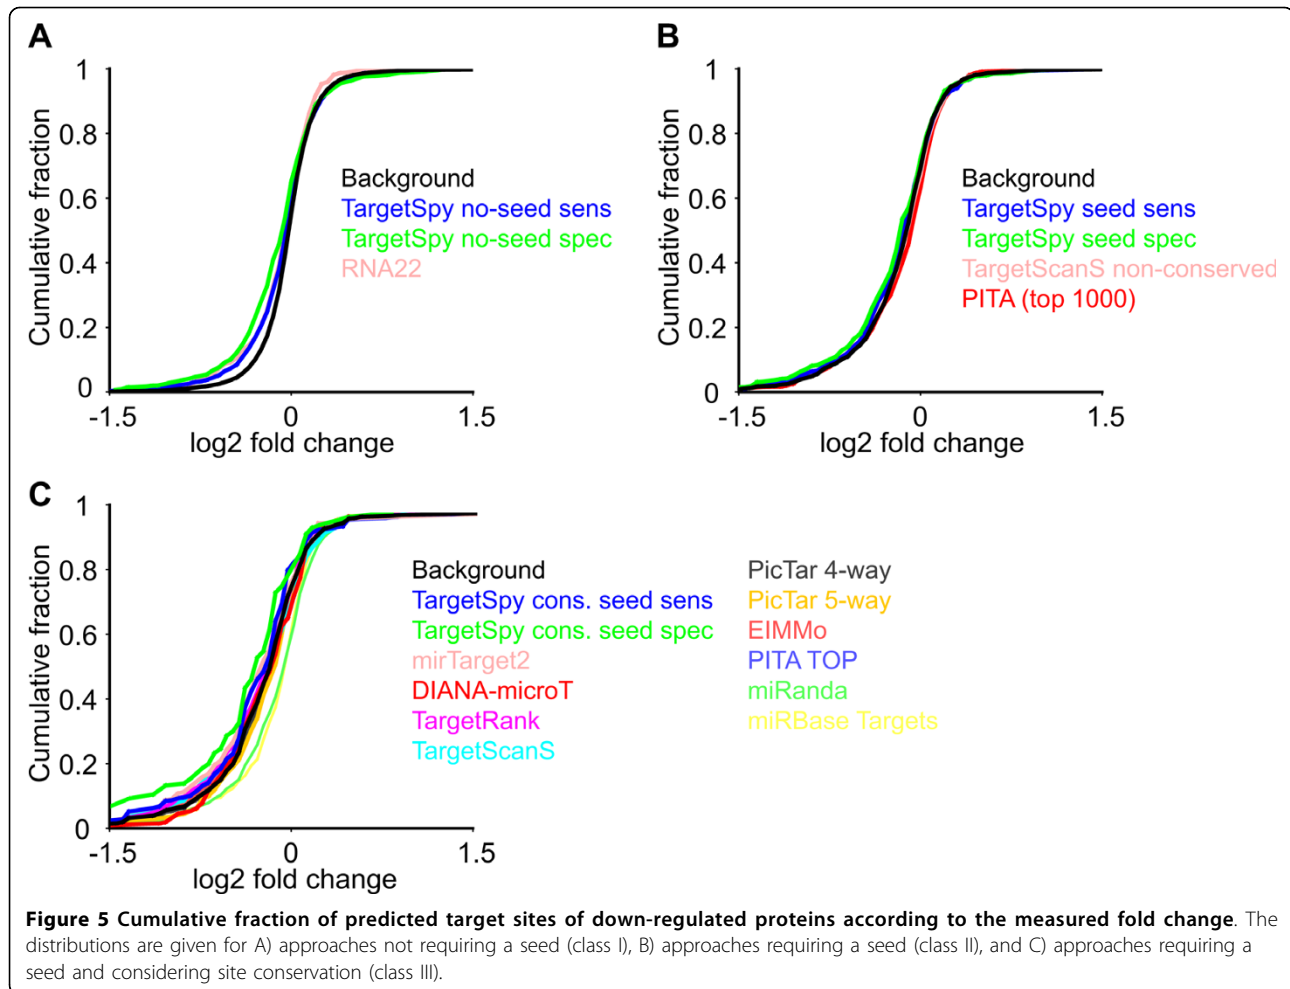 A
Cumulative fraction
1
0.8
0.6
0.4
0.2
0
-1.5
0
1.5
log2 fold change
Background
TargetSpy no-seed sens
TargetSpy no-seed spec
RNA22
B
Cumulative fraction
1
0.8
0.6
0.4
0.2
0
-1.5
0
1.5
log2 fold change
Background
TargetSpy seed sens
TargetSpy seed spec
TargetScanS non-conserved
PITA (top 1000)
C
Cumulative fraction
1
0.8
0.6
0.4
0.2
0
-1.5
0
1.5
log2 fold change
Background
TargetSpy cons. seed sens
TargetSpy cons. seed spec
mirTarget2
DIANA-microT
TargetRank
TargetScanS
PicTar 4-way
PicTar 5-way
EIMMo
PITA TOP
miRanda
miRBase Targets
Figure 5 Cumulative fraction of predicted target sites of down-regulated proteins according to the measured fold change. The
distributions are given for A) approaches not requiring a seed (class I), B) approaches requiring a seed (class II), and C) approaches requiring a
seed and considering site conservation (class III).